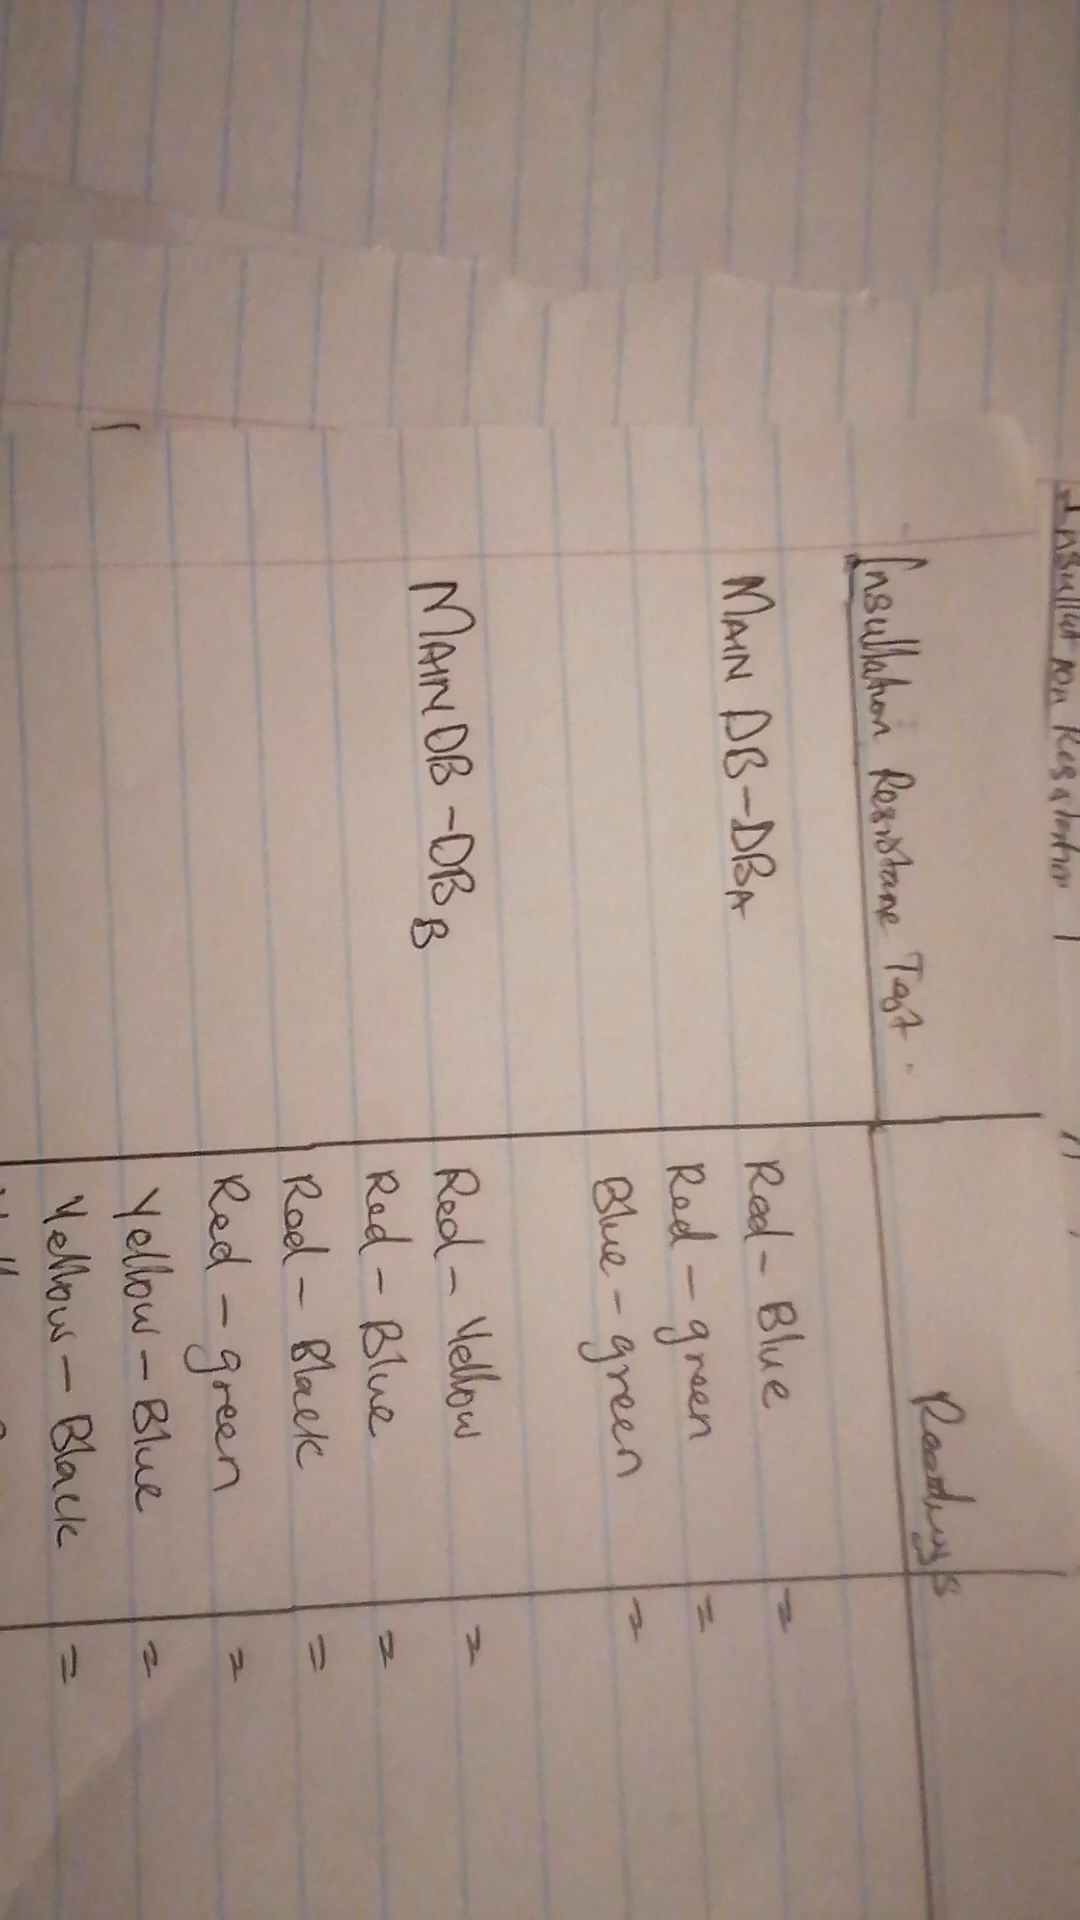 Insullation Resistance Test.
Readings
MAIN DB-DBA
Red - Blue =
Red - green =
Blue - green =
MAIN DB-DBB
Red - Yellow =
Red - Blue =
Red - Black =
Red - green =
Yellow - Blue =
Yellow - Black =